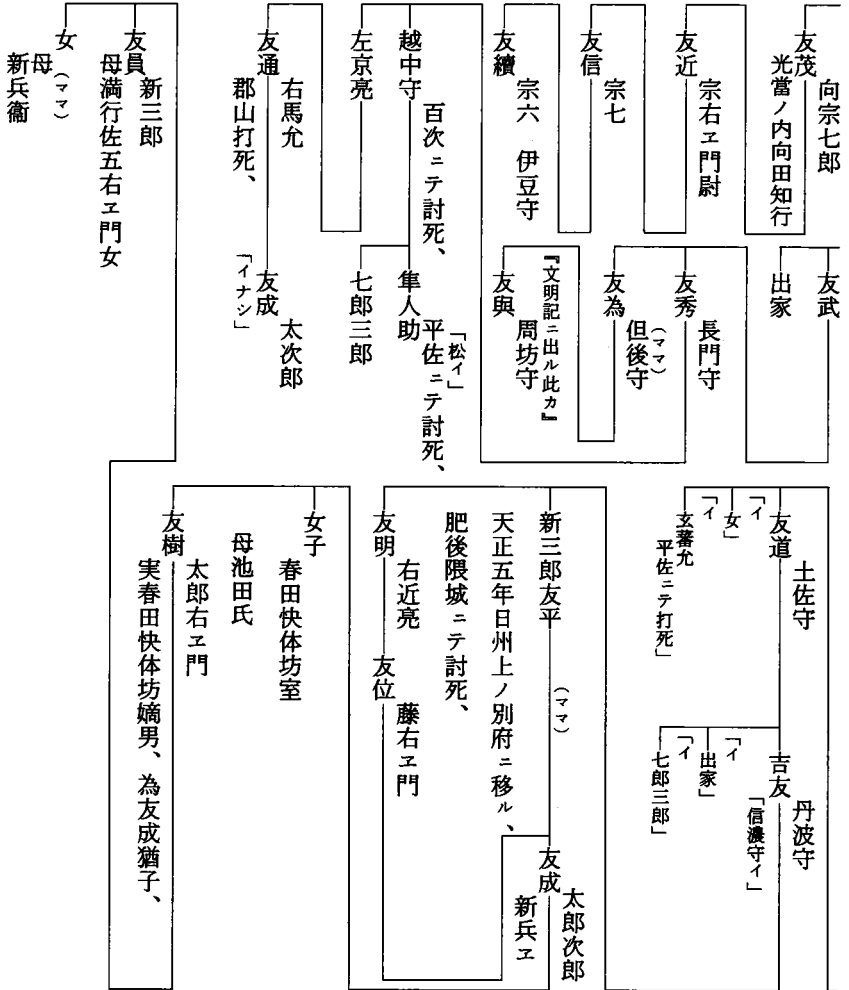 友茂
向宗七郎
光當ノ内向田知行
友近
宗右ヱ門尉
友信
宗七
友續
宗六　伊豆守
越中守
百次ニテ討死、
左京亮
友通
右馬允
郡山打死、
友員
新三郎
母満行佐五右ヱ門女
女
（ママ）
母
新兵衞
友武
出家
友秀
長門守
友為
（ママ）
但後守
友與
『文明記ニ出ル此カ』
周坊守
隼人助
「松イ」
平佐ニテ討死、
七郎三郎
友成
「イナシ」
太次郎
友道
土佐守
「イ
女」
「イ
玄蕃允
平佐ニテ打死」
吉友
丹波守
「信濃守イ」
「イ
出家」
「イ
七郎三郎」
新三郎友平
（ママ）
天正五年日州上ノ別府ニ移ル、
肥後隈城ニテ討死、
友成
太郎次郎
新兵ヱ
友明
右近亮
友位
藤右ヱ門
女子
春田快体坊室
母池田氏
友樹
太郎右ヱ門
実春田快体坊嫡男、為友成猶子、